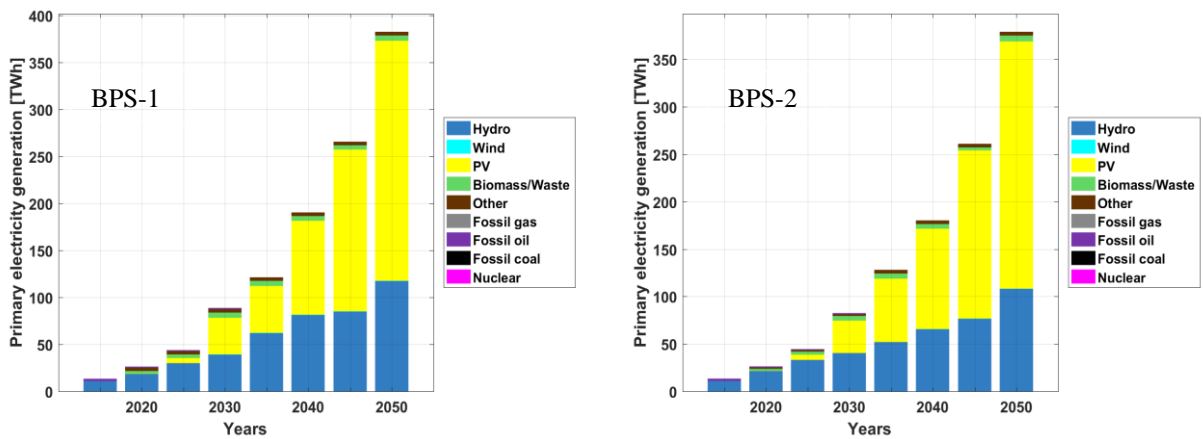 Primary electricity generation [TWh]
400
350
300
250
200
150
100
50
0
BPS-1
2020
2030
2040
2050
Years
Hydro
Wind
PV
Biomass/Waste
Other
Fossil gas
Fossil oil
Fossil coal
Nuclear
Primary electricity generation [TWh]
350
300
250
200
150
100
50
0
BPS-2
2020
2030
2040
2050
Years
Hydro
Wind
PV
Biomass/Waste
Other
Fossil gas
Fossil oil
Fossil coal
Nuclear